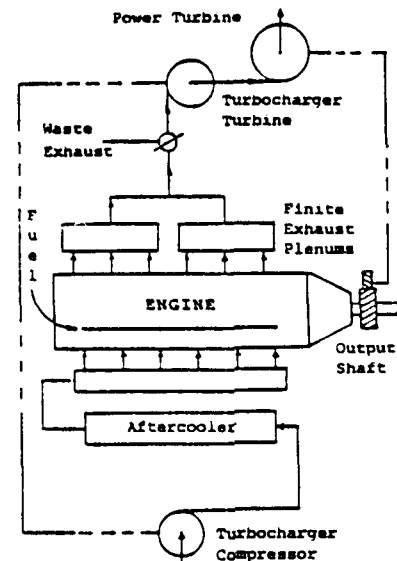 Power Turbine
Turbocharger
Turbine
Waste
Exhaust
Finite
Exhaust
Plenums
Fuel
ENGINE
Output
Shaft
Aftercooler
Turbocharger
Compressor